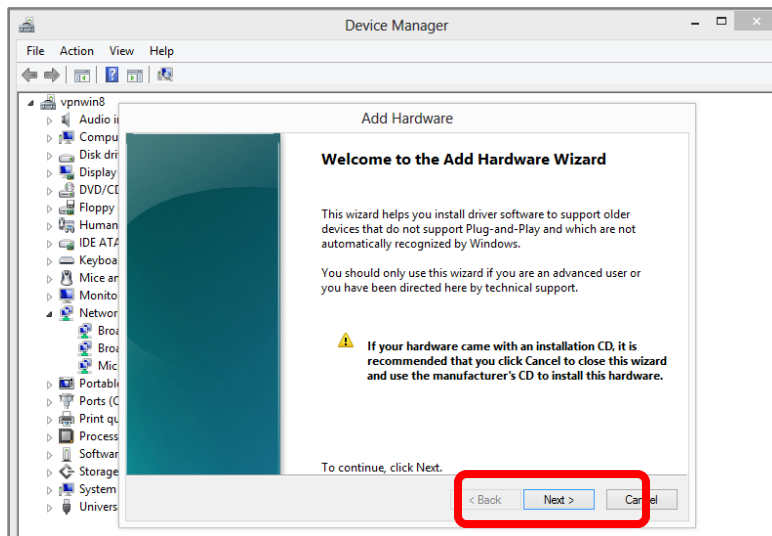 Device Manager
File Action View Help
vpnwin8
Audio i
Compu
Disk dri
Display
DVD/CD
Floppy
Human
IDE ATA
Keyboa
Mice ar
Monito
Networ
Broa
Broa
Mic
Portabl
Ports (C
Print qu
Process
Softwar
Storage
System
Univers
Add Hardware
Welcome to the Add Hardware Wizard
This wizard helps you install driver software to support older
devices that do not support Plug-and-Play and which are not
automatically recognized by Windows.
You should only use this wizard if you are an advanced user or
you have been directed here by technical support.
If your hardware came with an installation CD, it is
recommended that you click Cancel to close this wizard
and use the manufacturer's CD to install this hardware.
To continue, click Next.
< Back Next > Cancel